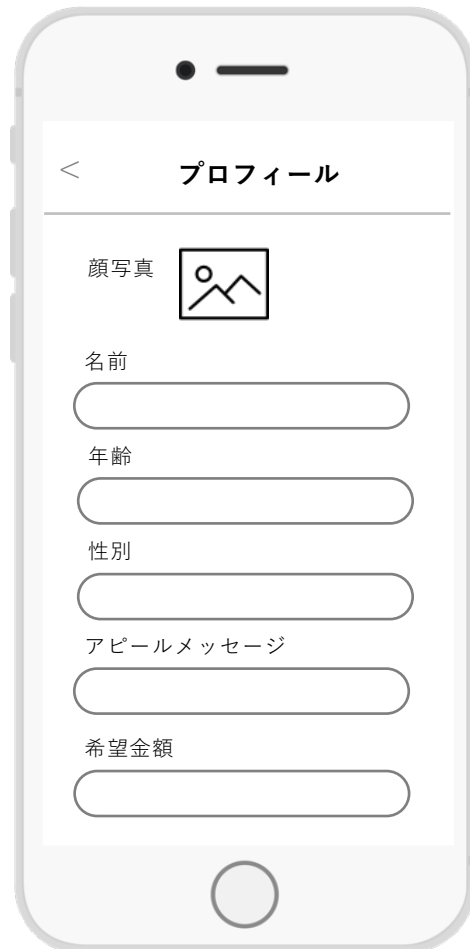 < プロフィール
顔写真
名前
年齢
性別
アピールメッセージ
希望金額